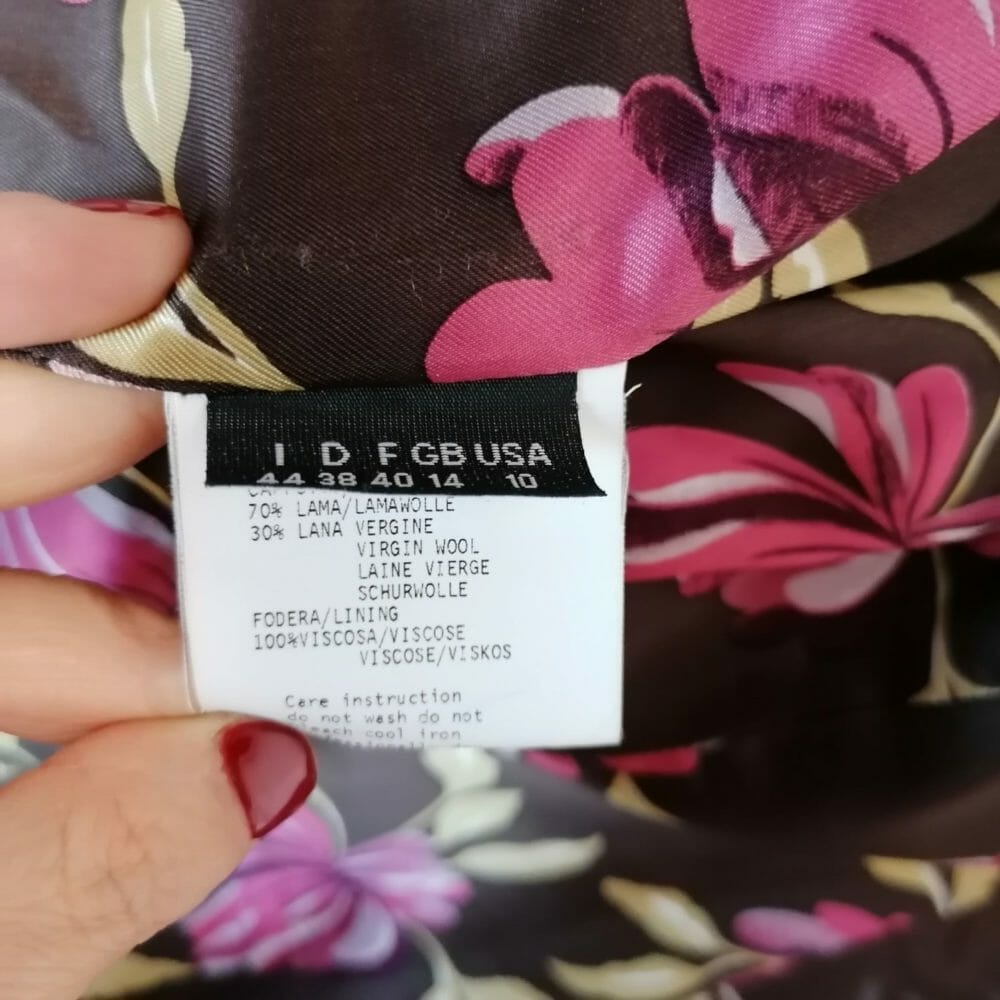 I D F GB USA
44 38 40 14 10
70% LAMA/LAMAWOLLE
30% LANA VERGINE
VIRGIN WOOL
LAINE VIERGE
SCHURWOLLE
FODERA/LINING
100%VISCOSA/VISCOSE
VISCOSE/VISKOS
Care instruction
do not wash do not
bleach cool iron